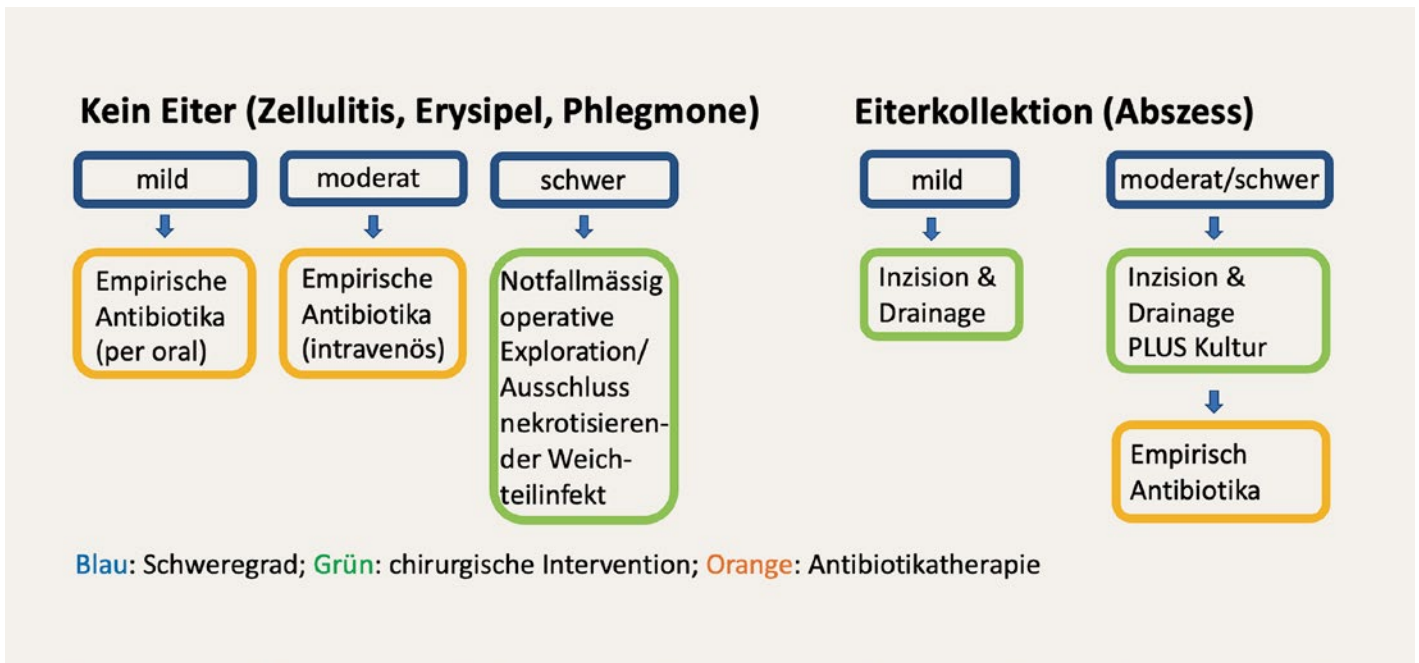 Kein Eiter (Zellulitis, Erysipel, Phlegmone)
mild
Empirische
Antibiotika
(per oral)
moderat
Empirische
Antibiotika
(intravenös)
schwer
Notfallmässig
operative
Exploration/
Ausschluss
nekrotisieren-
der Weich-
teilinfekt
Eiterkollektion (Abszess)
mild
Inzision &
Drainage
moderat/schwer
Inzision &
Drainage
PLUS Kultur
Empirisch
Antibiotika
Blau: Schweregrad; Grün: chirurgische Intervention; Orange: Antibiotikatherapie